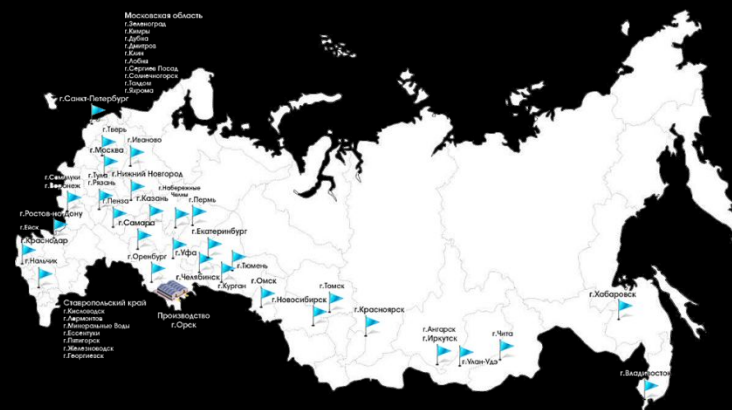 Московская область
г.Зеленоград
г.Кимры
г.Дубна
г.Дмитров
г.Клин
г.Лобня
г.Сергиев Посад
г.Солнечногорск
г.Талдом
г.Яхрома
г.Санкт-Петербург
г.Тверь
г.Иваново
г.Москва
г.Тула
г.Нижний Новгород
г.Рязань
г.Семилуки
г.Воронеж
г.Набережные
Челны
г.Пенза
г.Казань
г.Пермь
г.Ростов-на-дону
г.Ейск
г.Самара
г.Екатеринбург
г.Краснодар
г.Нальчик
г.Оренбург
г.Уфа
г.Тюмень
г.Челябинск
г.Курган
г.Омск
г.Томск
г.Новосибирск
г.Красноярск
г.Ангарск
г.Иркутск
г.Улан-Удэ
г.Чита
г.Хабаровск
г.Владивосток
Ставропольский край
г.Кисловодск
г.Лермонтов
г.Минеральные Воды
г.Ессентуки
г.Пятигорск
г.Железноводск
г.Георгиевск
Производство
г.Орск